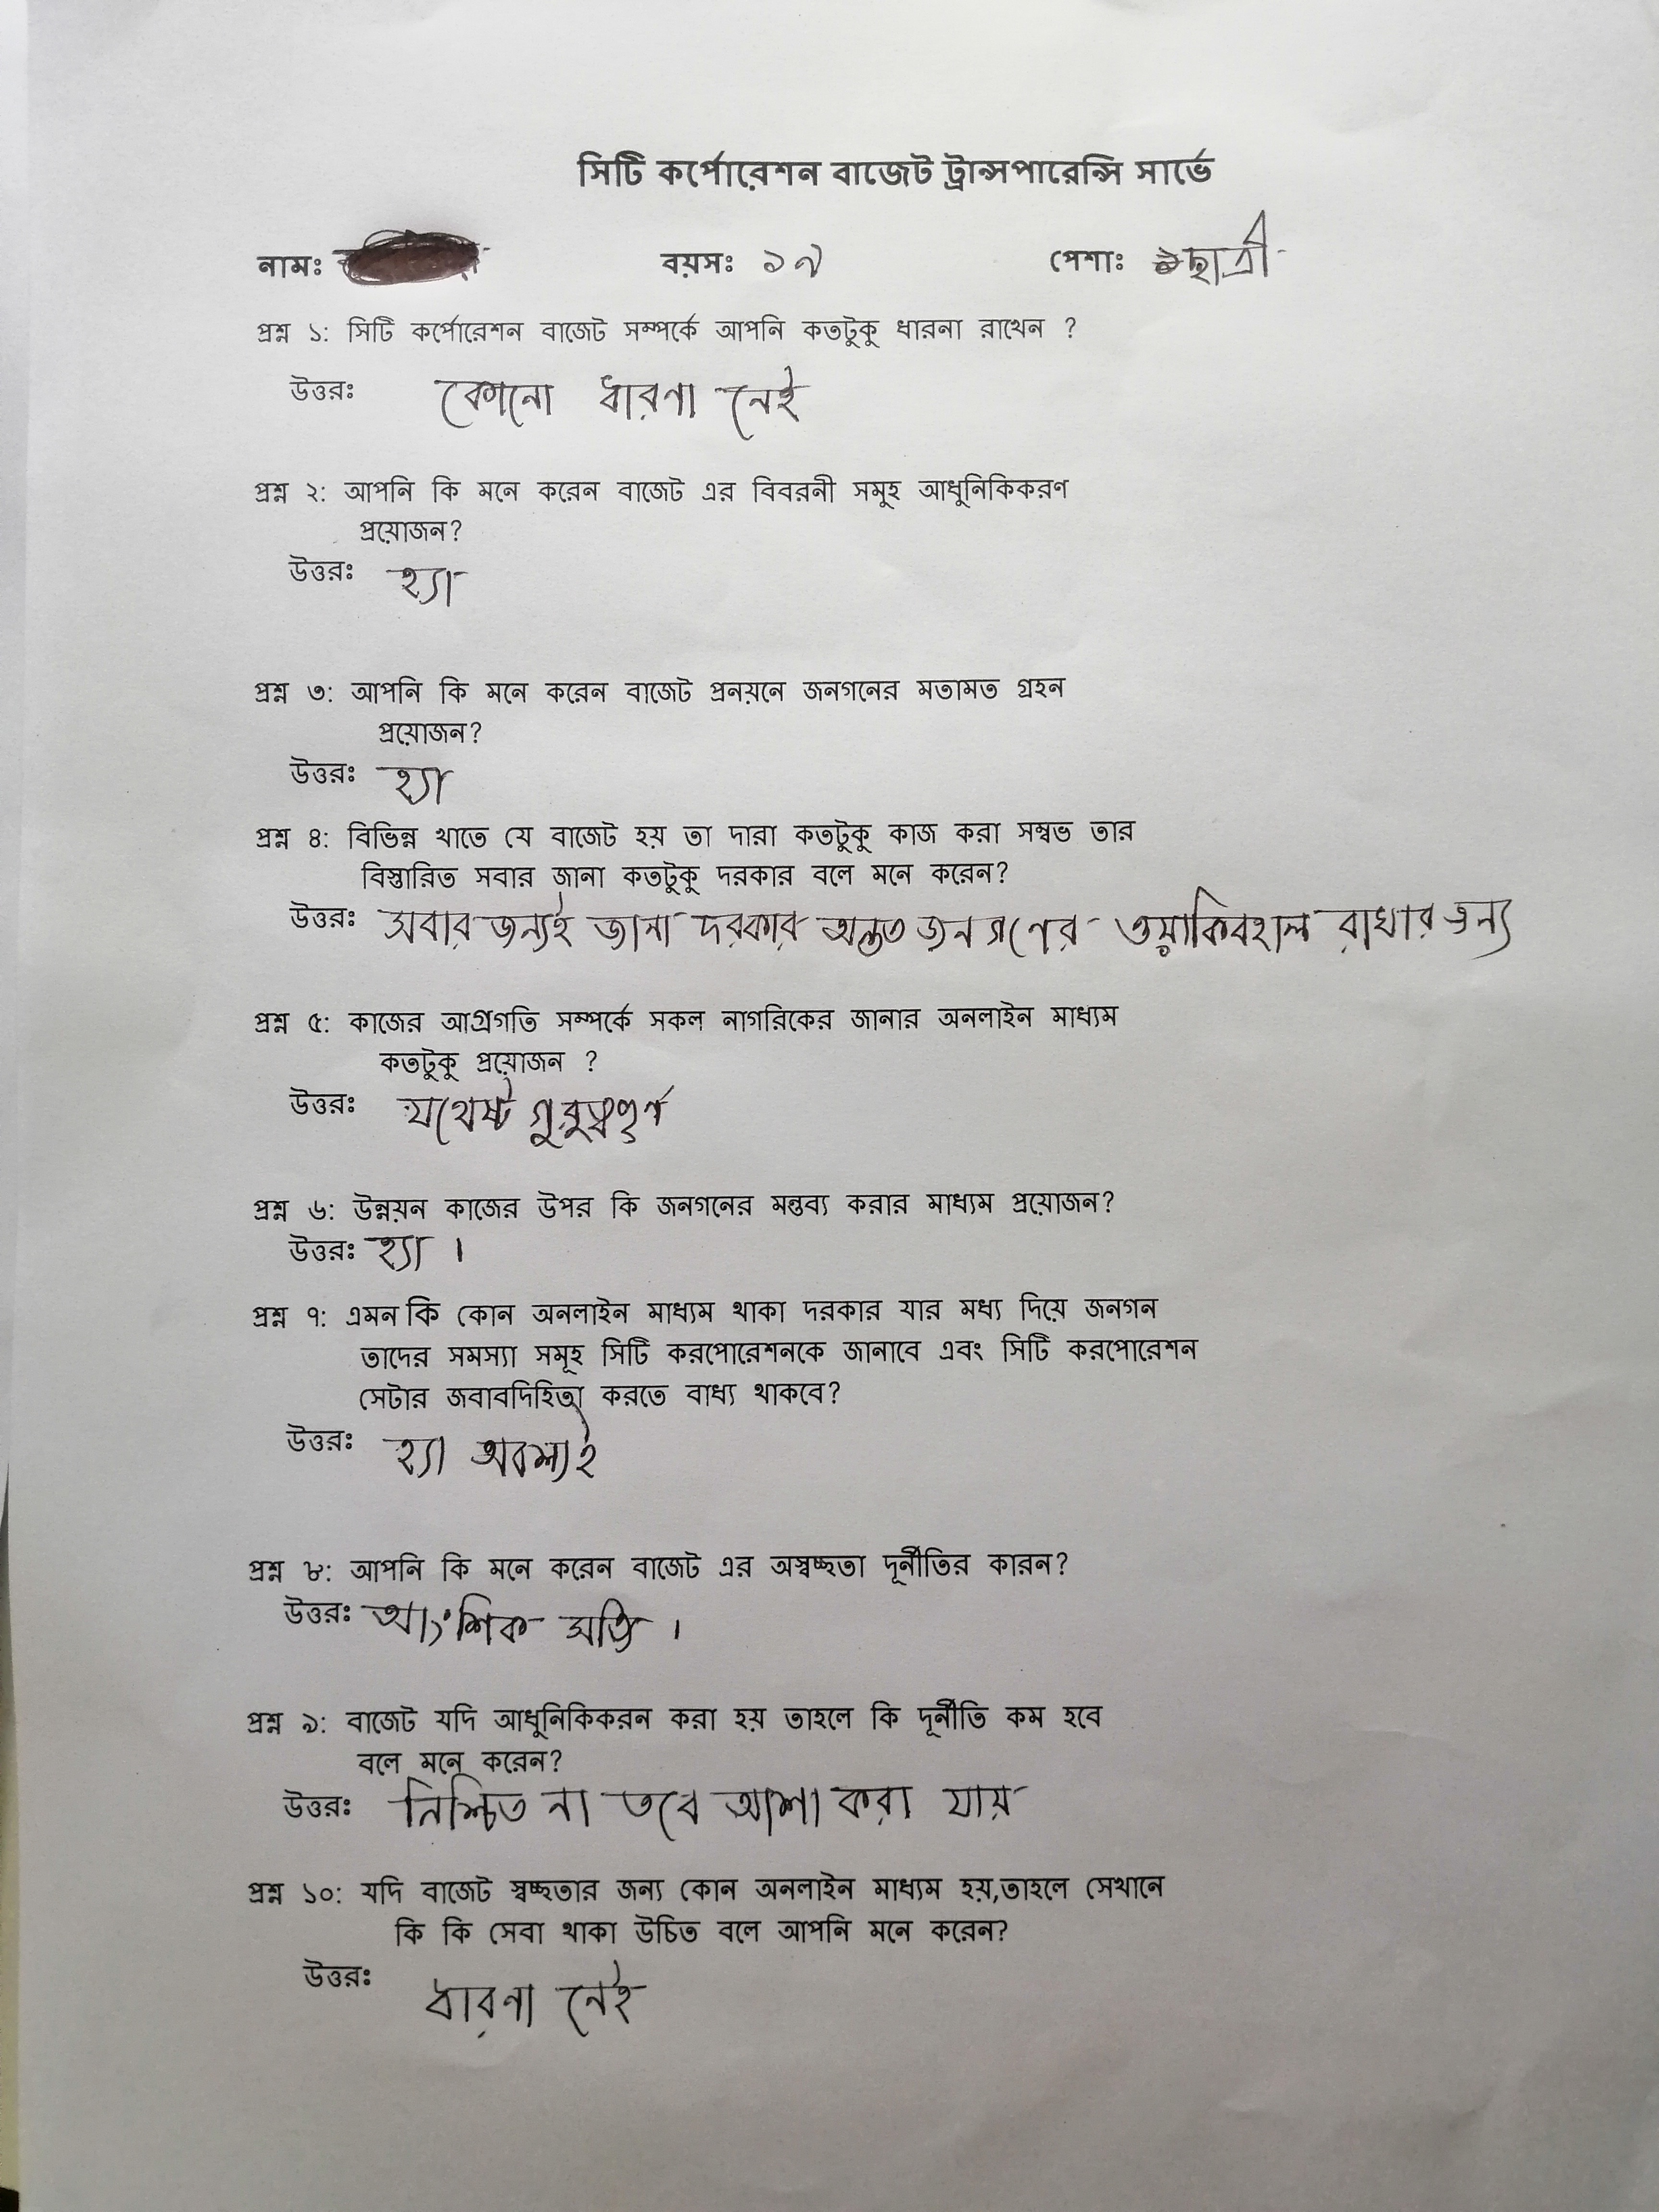 সিটি কর্পোরেশন বাজেট ট্রান্সপারেন্সি সার্ভে
নামঃ বয়সঃ ১৭ পেশাঃ ছাত্রী
প্রশ্ন ১: সিটি কর্পোরেশন বাজেট সম্পর্কে আপনি কতটুকু ধারনা রাখেন ?
উত্তরঃ কোনো ধারণা নেই
প্রশ্ন ২: আপনি কি মনে করেন বাজেট এর বিবরনী সমুহ আধুনিকিকরণ
প্রয়োজন?
উত্তরঃ হ্যা
প্রশ্ন ৩: আপনি কি মনে করেন বাজেট প্রনয়নে জনগনের মতামত গ্রহন
প্রয়োজন?
উত্তরঃ হ্যা
প্রশ্ন ৪: বিভিন্ন খাতে যে বাজেট হয় তা দারা কতটুকু কাজ করা সম্বভ তার
বিস্তারিত সবার জানা কতটুকু দরকার বলে মনে করেন?
উত্তরঃ সবার জন্যই জানা দরকার অন্তত জনগণের ওয়াকিবহাল রাখার জন্য
প্রশ্ন ৫: কাজের আগ্রগতি সম্পর্কে সকল নাগরিকের জানার অনলাইন মাধ্যম
কতটুকু প্রয়োজন ?
উত্তরঃ যথেষ্ট গুরুত্বপূর্ণ
প্রশ্ন ৬: উন্নয়ন কাজের উপর কি জনগনের মন্তব্য করার মাধ্যম প্রয়োজন?
উত্তরঃ হ্যা ।
প্রশ্ন ৭: এমন কি কোন অনলাইন মাধ্যম থাকা দরকার যার মধ্য দিয়ে জনগন
তাদের সমস্যা সমূহ সিটি করপোরেশনকে জানাবে এবং সিটি করপোরেশন
সেটার জবাবদিহিতা করতে বাধ্য থাকবে?
উত্তরঃ হ্যা অবশ্যই
প্রশ্ন ৮: আপনি কি মনে করেন বাজেট এর অস্বচ্ছতা দূর্নীতির কারন?
উত্তরঃ আংশিক সত্যি ।
প্রশ্ন ৯: বাজেট যদি আধুনিকিকরন করা হয় তাহলে কি দূর্নীতি কম হবে
বলে মনে করেন?
উত্তরঃ নিশ্চিত না তবে আশা করা যায়
প্রশ্ন ১০: যদি বাজেট স্বচ্ছতার জন্য কোন অনলাইন মাধ্যম হয়,তাহলে সেখানে
কি কি সেবা থাকা উচিত বলে আপনি মনে করেন?
উত্তরঃ ধারণা নেই